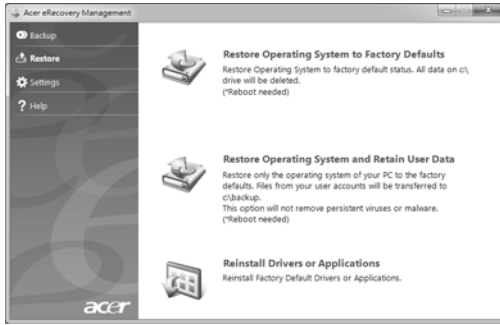 Acer eRecovery Management
Backup
Restore
Settings
? Help
Restore Operating System to Factory Defaults
Restore Operating System to factory default status. All data on c:\
drive will be deleted.
(*Reboot needed)
Restore Operating System and Retain User Data
Restore only the operating system of your PC to the factory
defaults. Files from your user accounts will be transferred to
c:\backup.
This option will not remove persistent viruses or malware.
(*Reboot needed)
Reinstall Drivers or Applications
Reinstall Factory Default Drivers or Applications.
acer